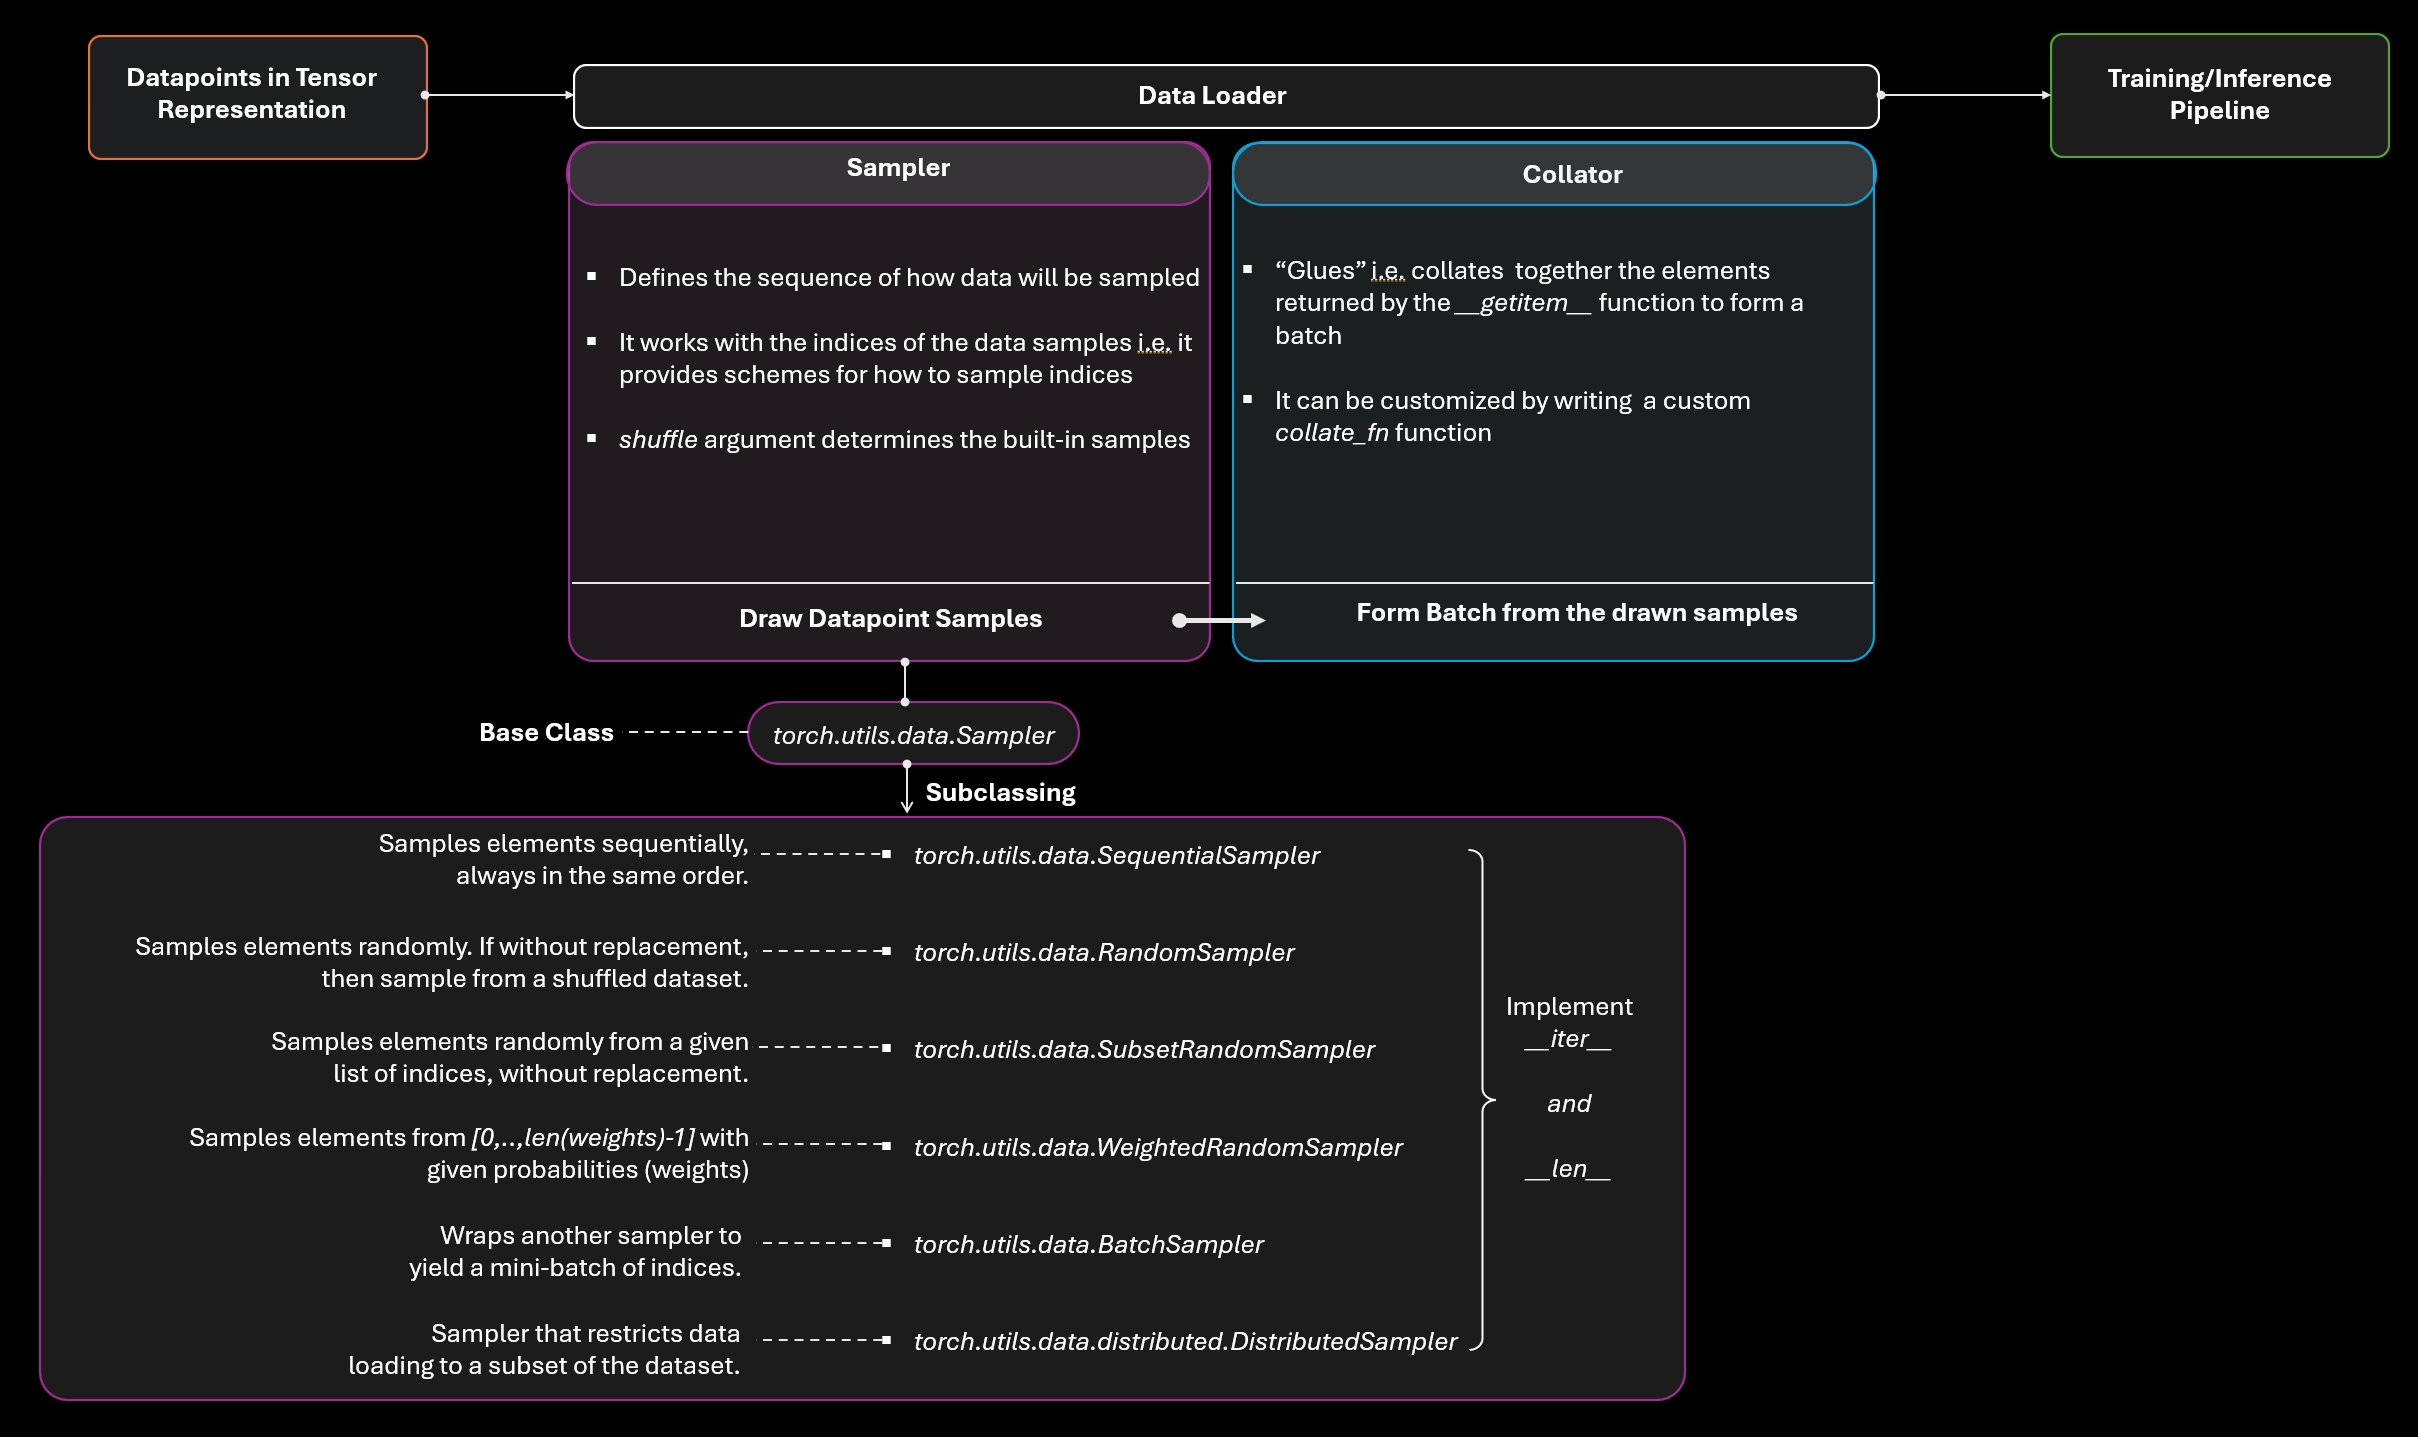 Datapoints in Tensor
Representation
Data Loader
Training/Inference
Pipeline
Sampler
▪ Defines the sequence of how data will be sampled
▪ It works with the indices of the data samples i.e. it
provides schemes for how to sample indices
▪ shuffle argument determines the built-in samples
Draw Datapoint Samples
Collator
▪ “Glues” i.e. collates  together the elements
returned by the __getitem__ function to form a
batch
▪ It can be customized by writing  a custom
collate_fn function
Form Batch from the drawn samples
Base Class
torch.utils.data.Sampler
Subclassing
Samples elements sequentially,
always in the same order.
▪ torch.utils.data.SequentialSampler
Samples elements randomly. If without replacement,
then sample from a shuffled dataset.
▪ torch.utils.data.RandomSampler
Samples elements randomly from a given
list of indices, without replacement.
▪ torch.utils.data.SubsetRandomSampler
Samples elements from [0,..,len(weights)-1] with
given probabilities (weights)
▪ torch.utils.data.WeightedRandomSampler
Wraps another sampler to
yield a mini-batch of indices.
▪ torch.utils.data.BatchSampler
Sampler that restricts data
loading to a subset of the dataset.
▪ torch.utils.data.distributed.DistributedSampler
Implement
__iter__
and
__len__